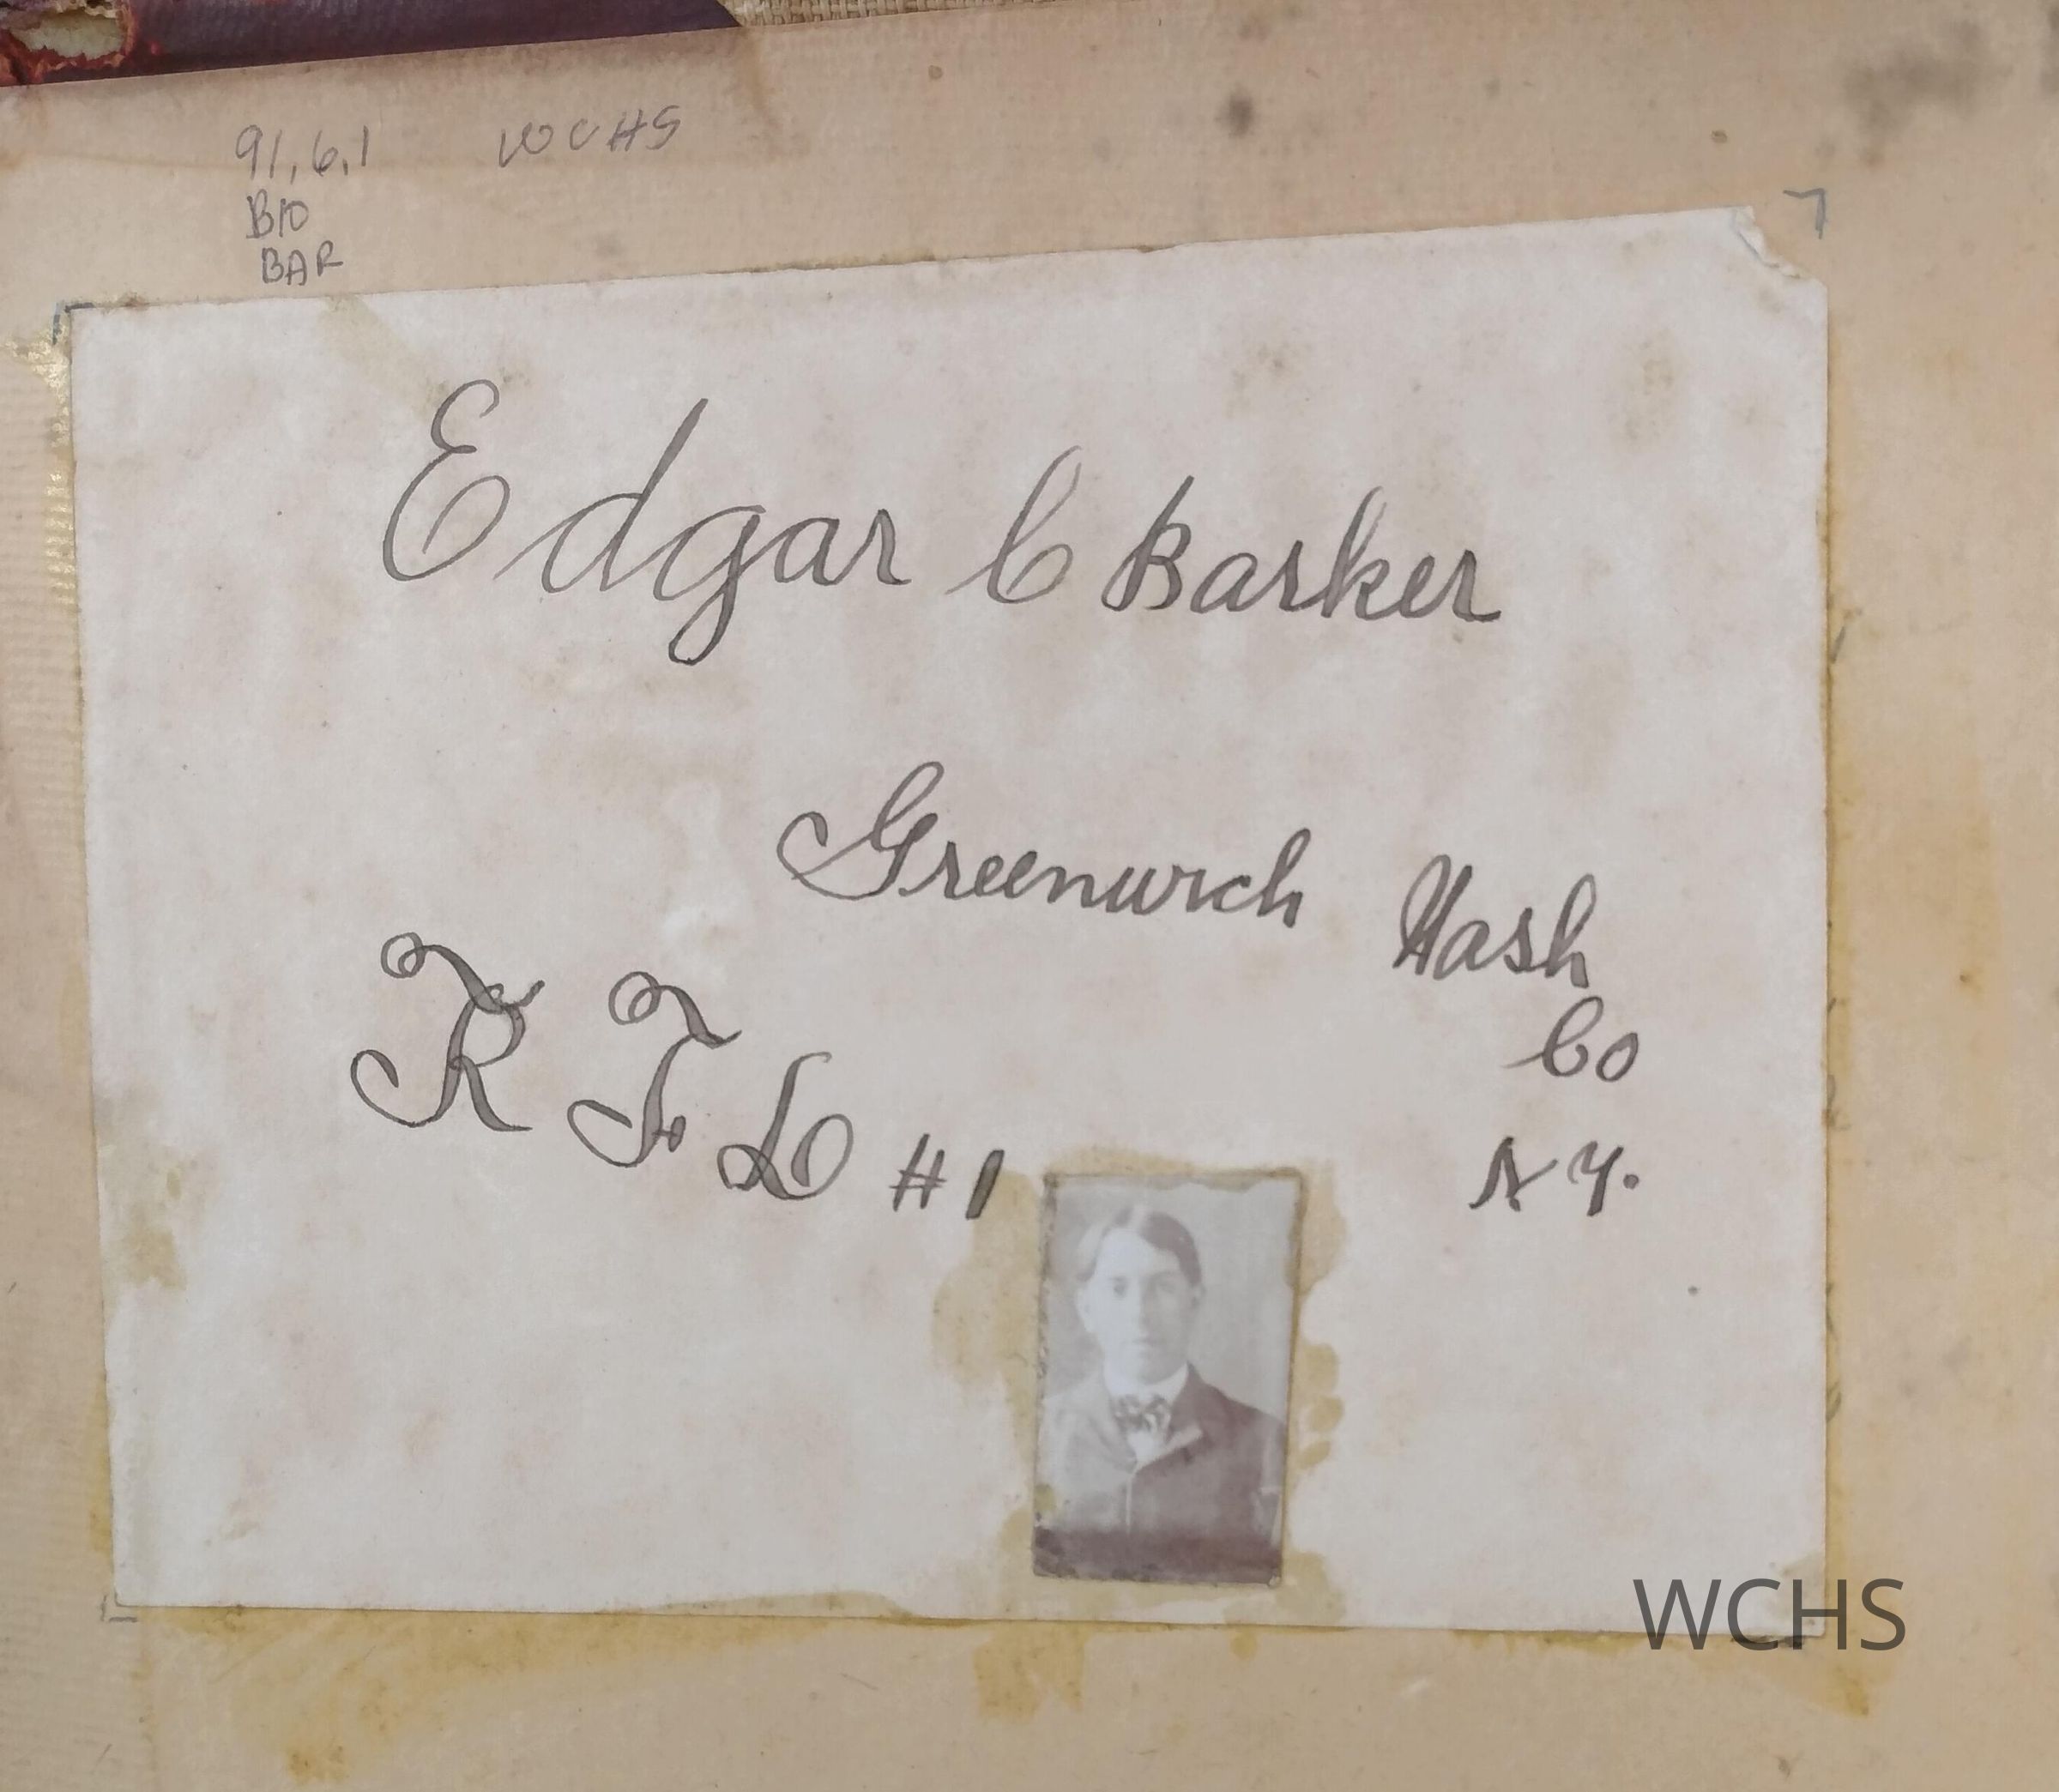 91.6.1 WCHS
BIO
BAR
Edgar C Barker
Greenwich Wash
Co
R F D #1
N Y.
WCHS